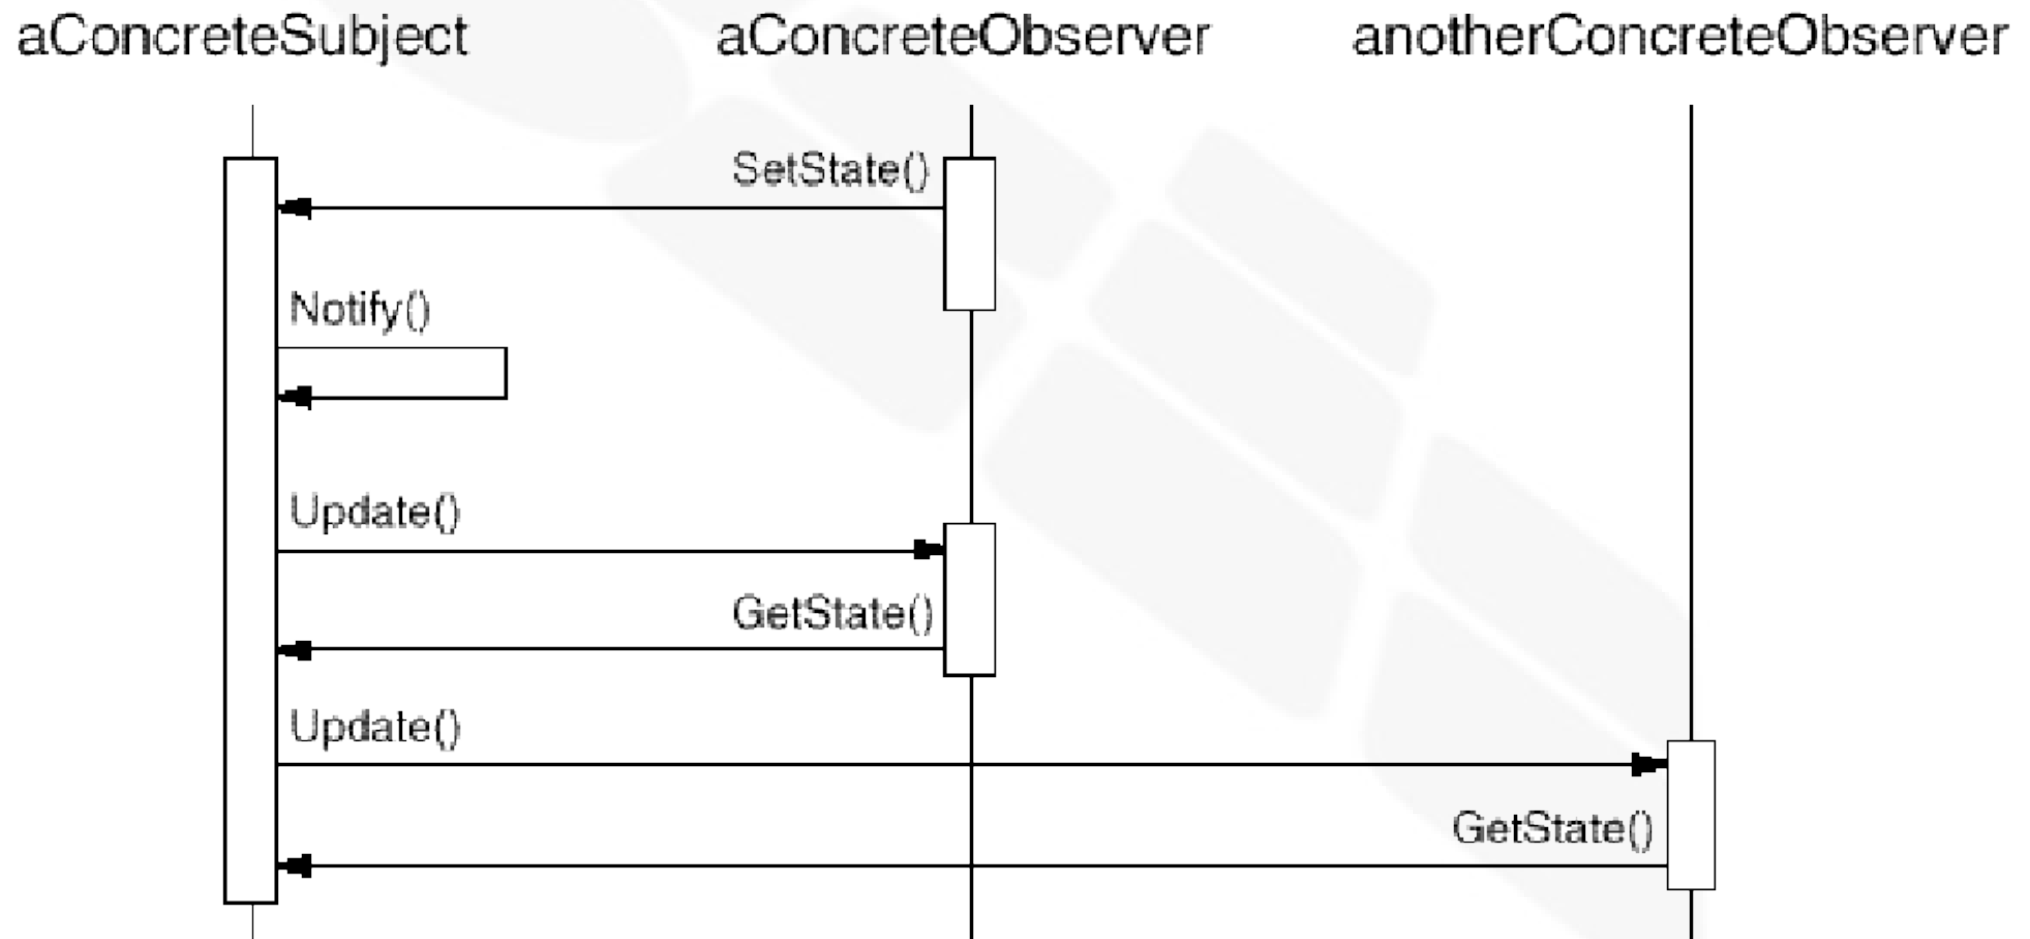 aConcreteSubject aConcreteObserver anotherConcreteObserver
SetState()
Notify()
Update()
GetState()
Update()
GetState()